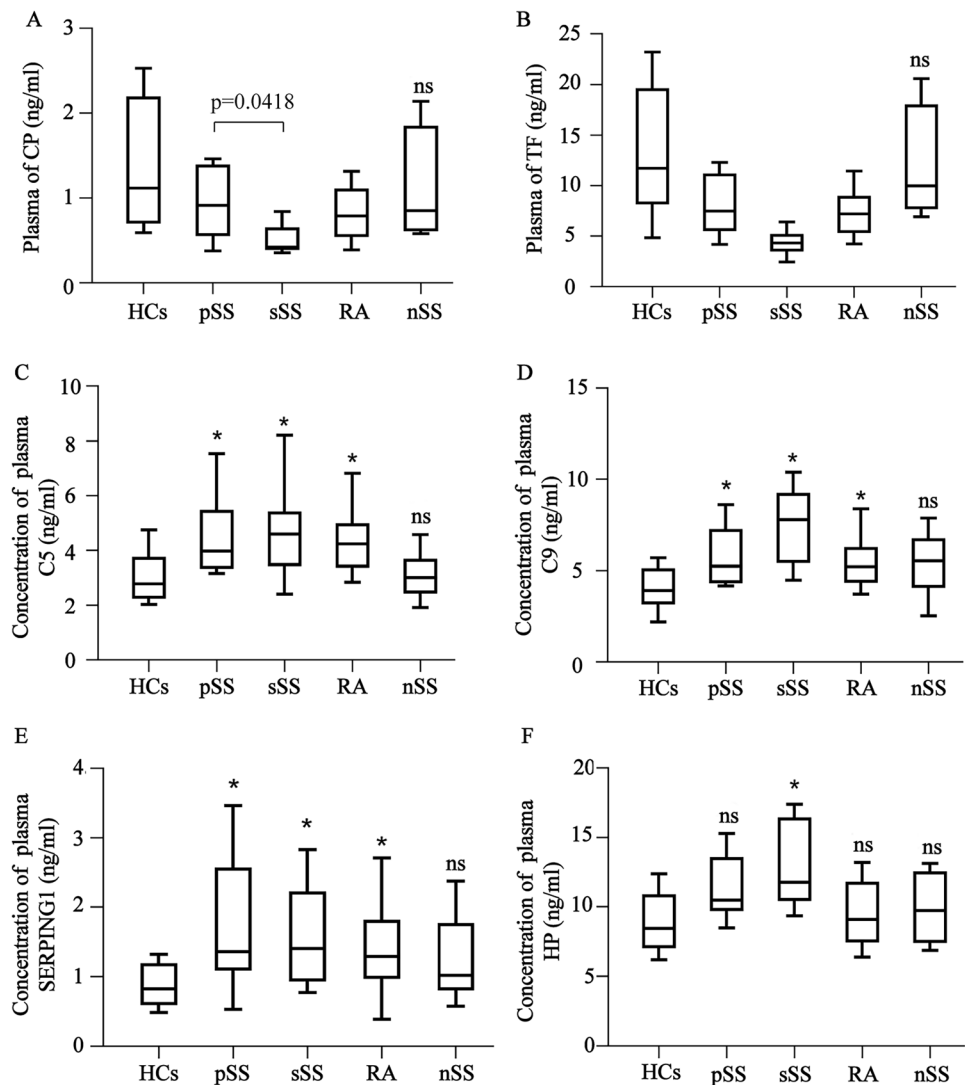 A
Plasma of CP (ng/ml)
3
2
1
0
p=0.0418
ns
HCs pSS sSS RA nSS
B
Plasma of TF (ng/ml)
25
20
15
10
5
0
ns
HCs pSS sSS RA nSS
C
Concentration of plasma
C5 (ng/ml)
10
8
6
4
2
0
* * * ns
HCs pSS sSS RA nSS
D
Concentration of plasma
C9 (ng/ml)
15
10
5
0
* * * ns
HCs pSS sSS RA nSS
E
Concentration of plasma
SERPING1 (ng/ml)
4
3
2
1
0
* * * ns
HCs pSS sSS RA nSS
F
Concentration of plasma
HP (ng/ml)
20
15
10
5
0
ns * ns ns
HCs pSS sSS RA nSS